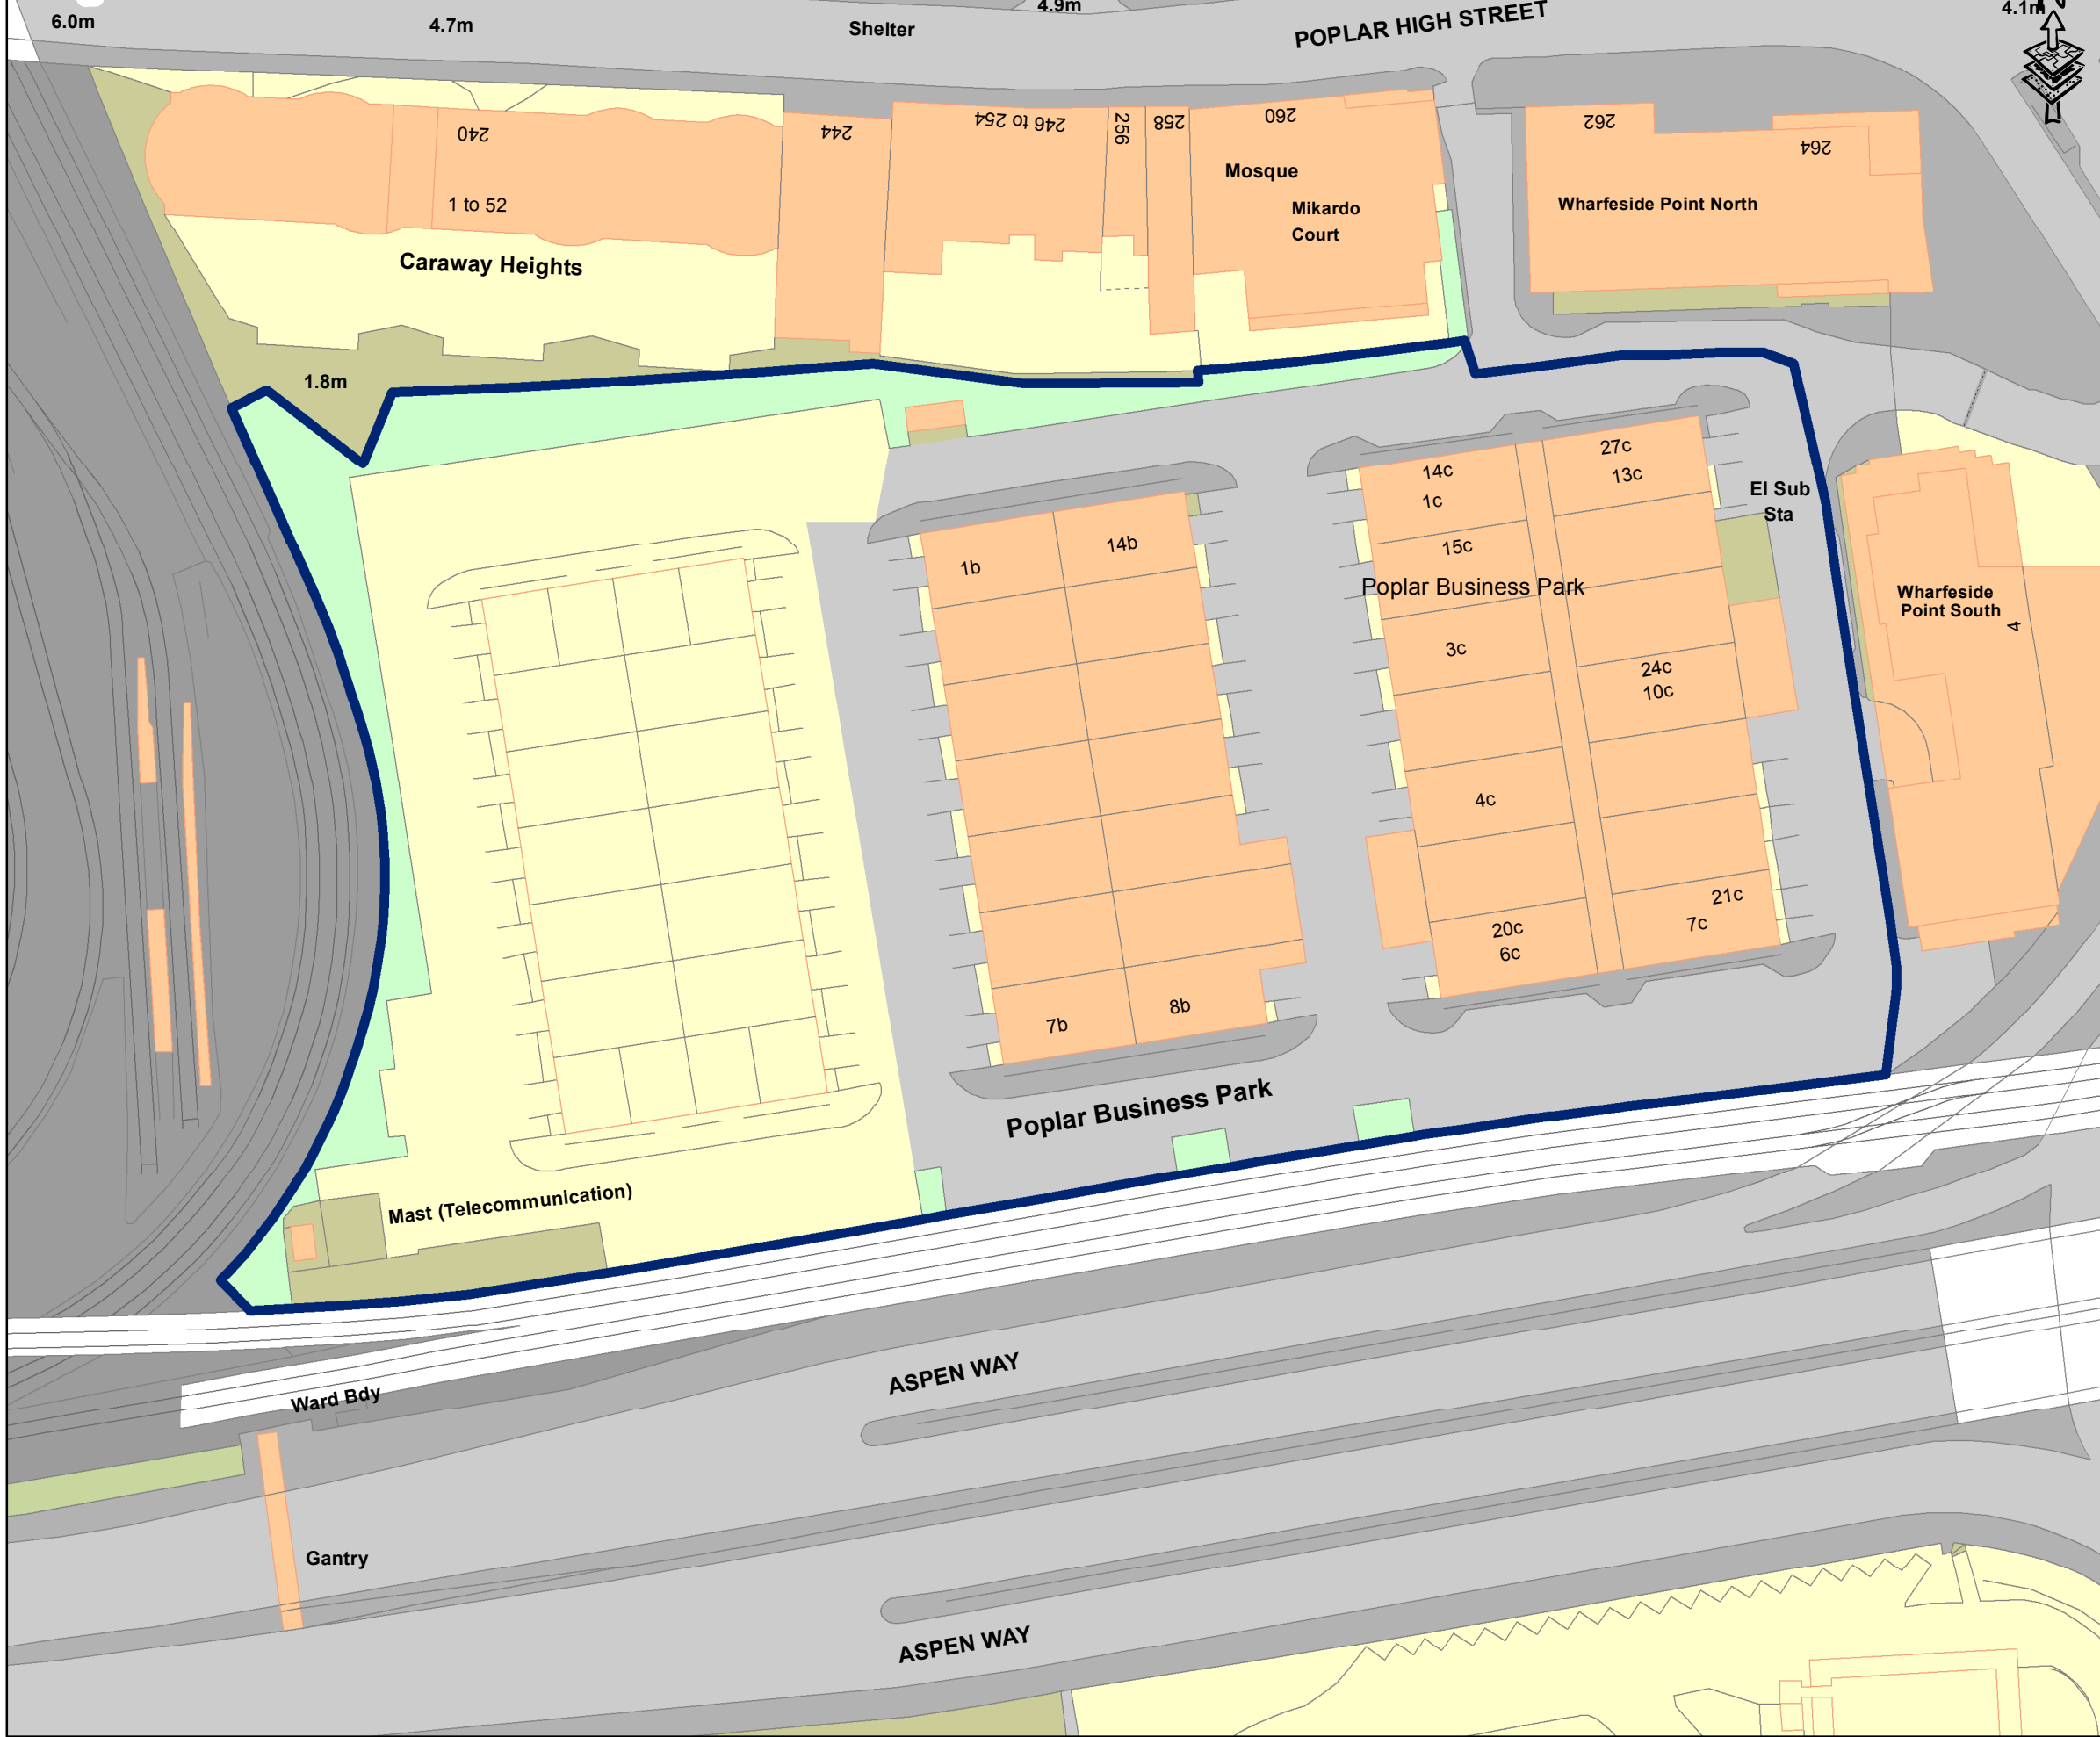 4.9m
6.0m
4.7m
Shelter
POPLAR HIGH STREET
4.1m
240
244
246 to 254
256
258
260
262
264
Mosque
1 to 52
Mikardo
Court
Wharfeside Point North
Caraway Heights
1.8m
27c
14c
13c
1c
El Sub
Sta
14b
15c
1b
Poplar Business Park
Wharfeside
Point South
4
3c
24c
10c
4c
21c
20c
7c
6c
8b
7b
Poplar Business Park
Mast (Telecommunication)
ASPEN WAY
Ward Bdy
Gantry
ASPEN WAY